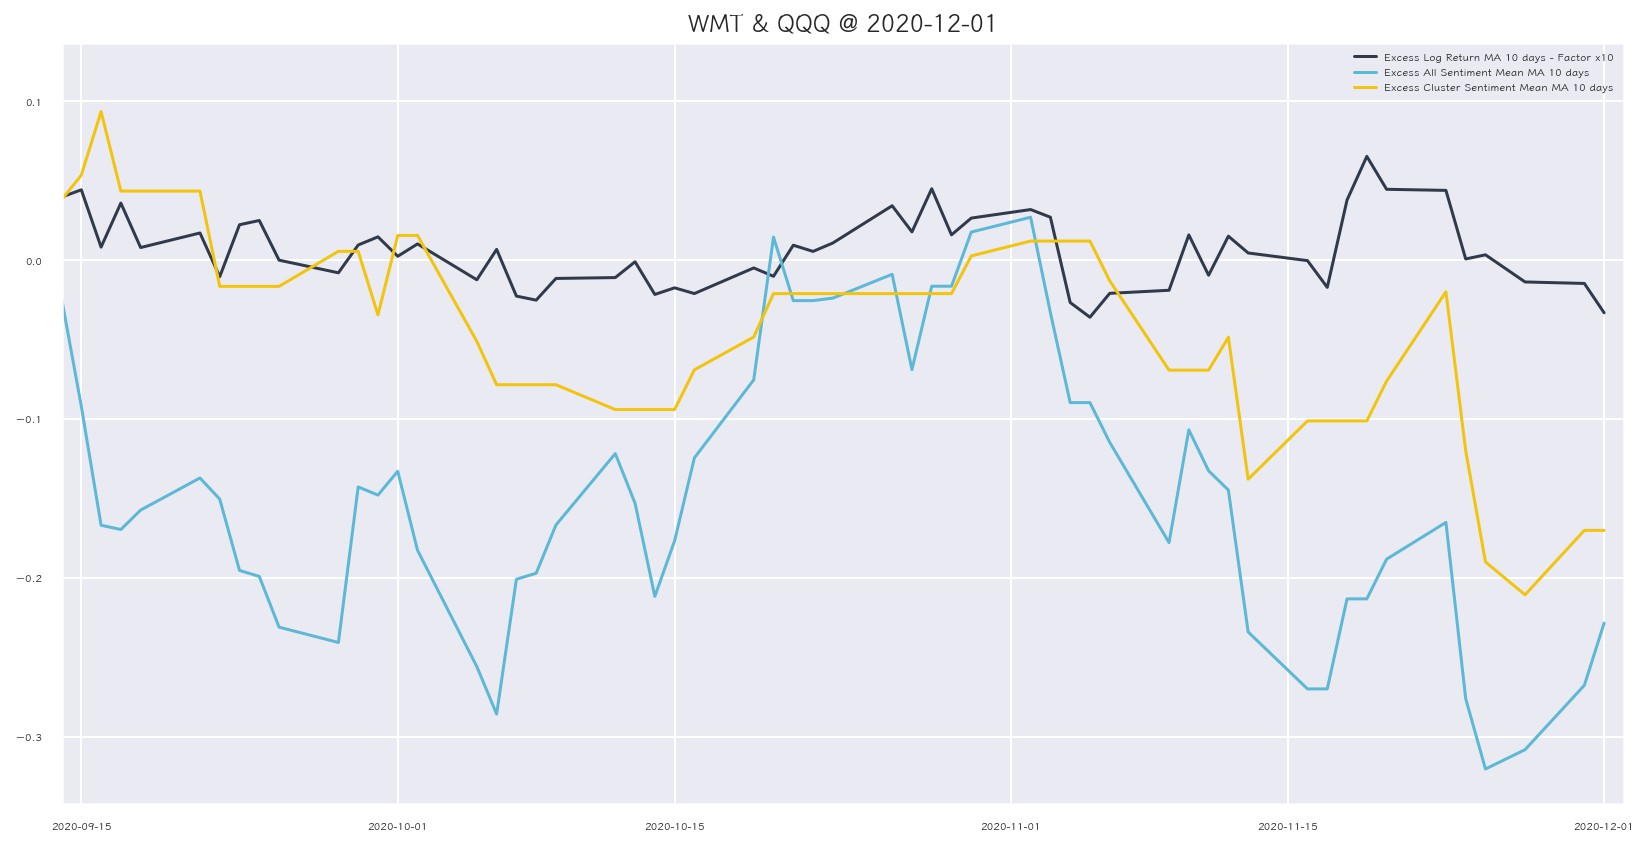 WMT & QQQ @ 2020-12-01
Excess Log Return MA 10 days - Factor x10
Excess All Sentiment Mean MA 10 days
Excess Cluster Sentiment Mean MA 10 days
0.1
0.0
−0.1
−0.2
−0.3
2020-09-15 2020-10-01 2020-10-15 2020-11-01 2020-11-15 2020-12-01